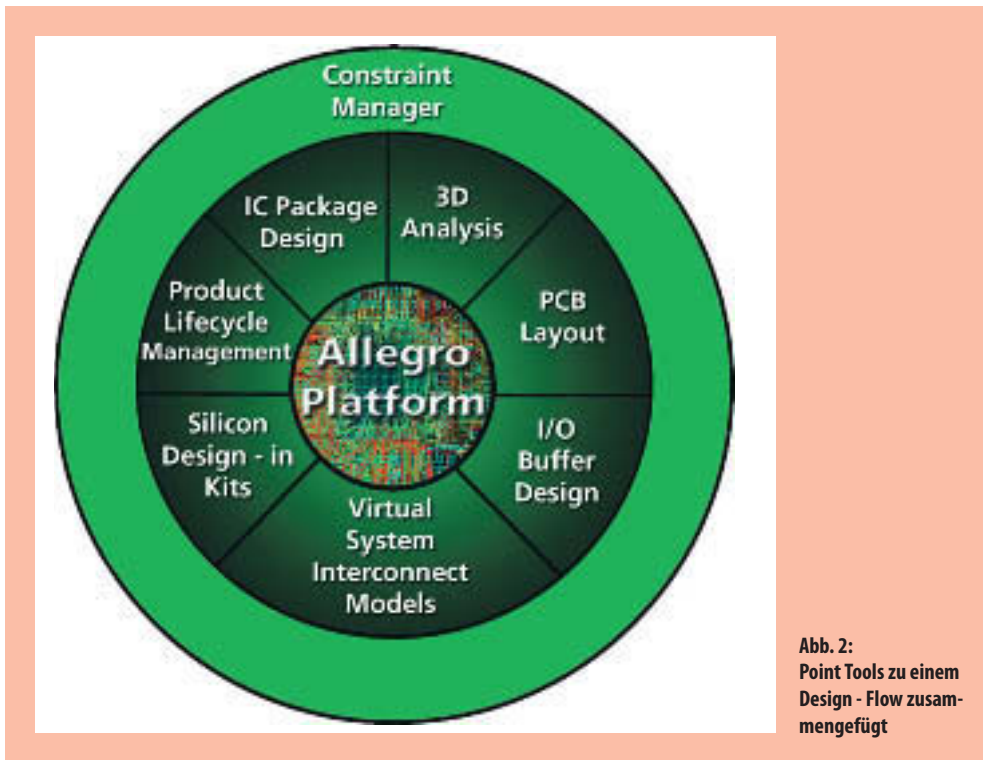 Constraint
Manager
IC Package
Design
3D
Analysis
Product
Lifecycle
Management
PCB
Layout
Allegro
Platform
Silicon
Design - in
Kits
I/O
Buffer
Design
Virtual
System
Interconnect
Models
Abb. 2:
Point Tools zu einem
Design - Flow zusam-
mengefügt